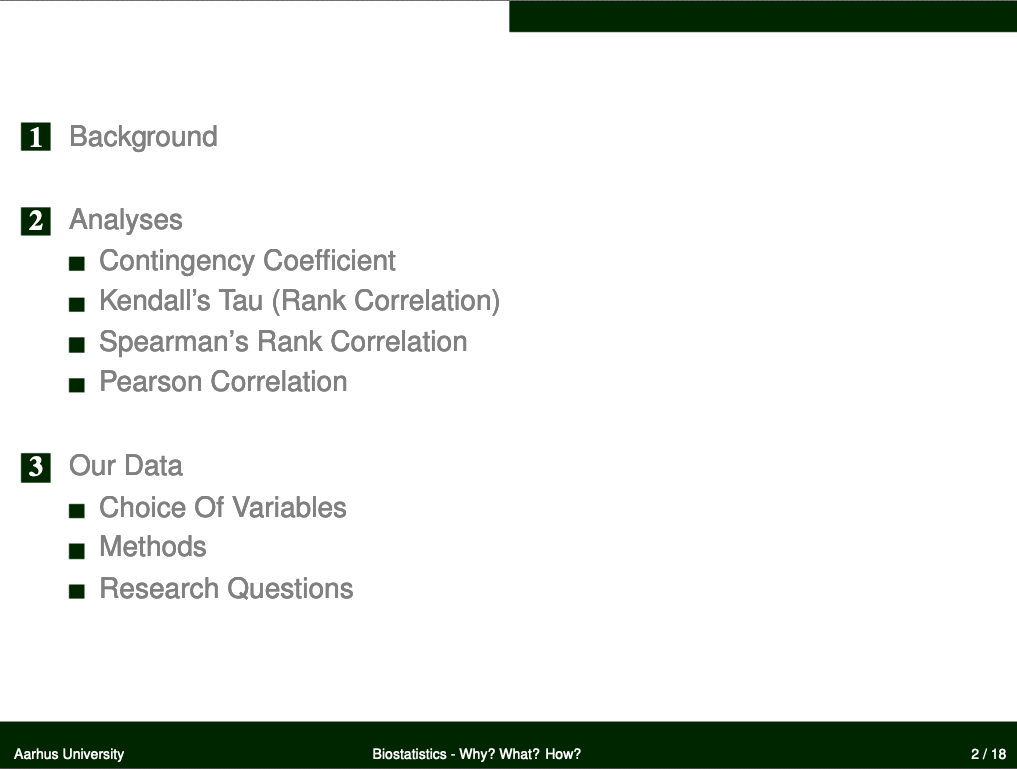 1 Background
2 Analyses
Contingency Coefficient
Kendall’s Tau (Rank Correlation)
Spearman’s Rank Correlation
Pearson Correlation
3 Our Data
Choice Of Variables
Methods
Research Questions
Aarhus University Biostatistics - Why? What? How? 2 / 18